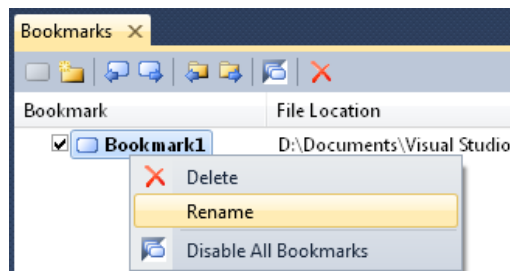 Bookmarks
Bookmark File Location
Bookmark1 D:\Documents\Visual Studio
Delete
Rename
Disable All Bookmarks